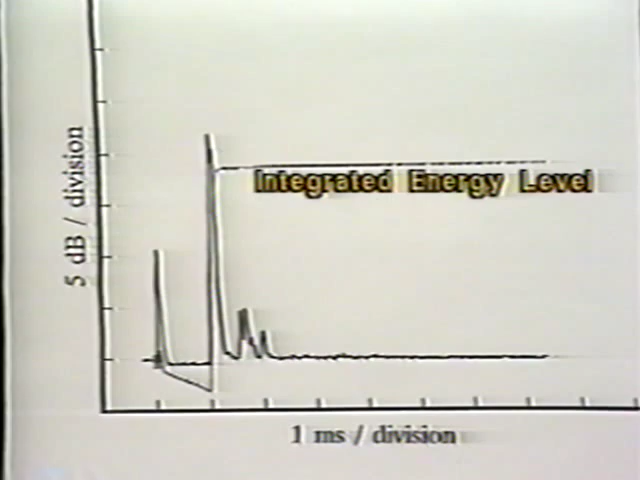 5 dB / division
Integrated Energy Level
1 ms / division